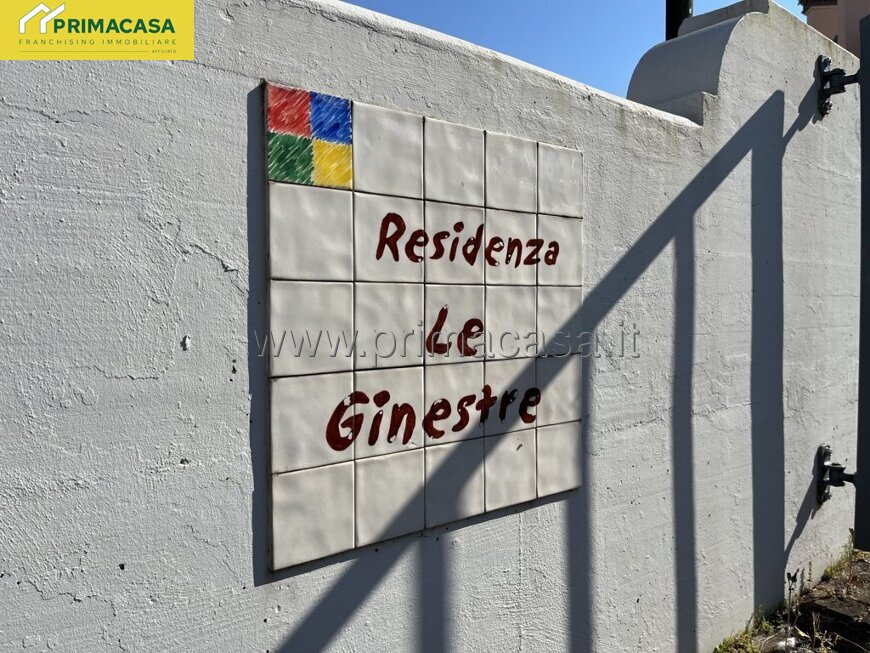 PRIMACASA
FRANCHISING IMMOBILIARE
AFFILIATO
Residenza
Le
www.primacasa.it
Ginestre